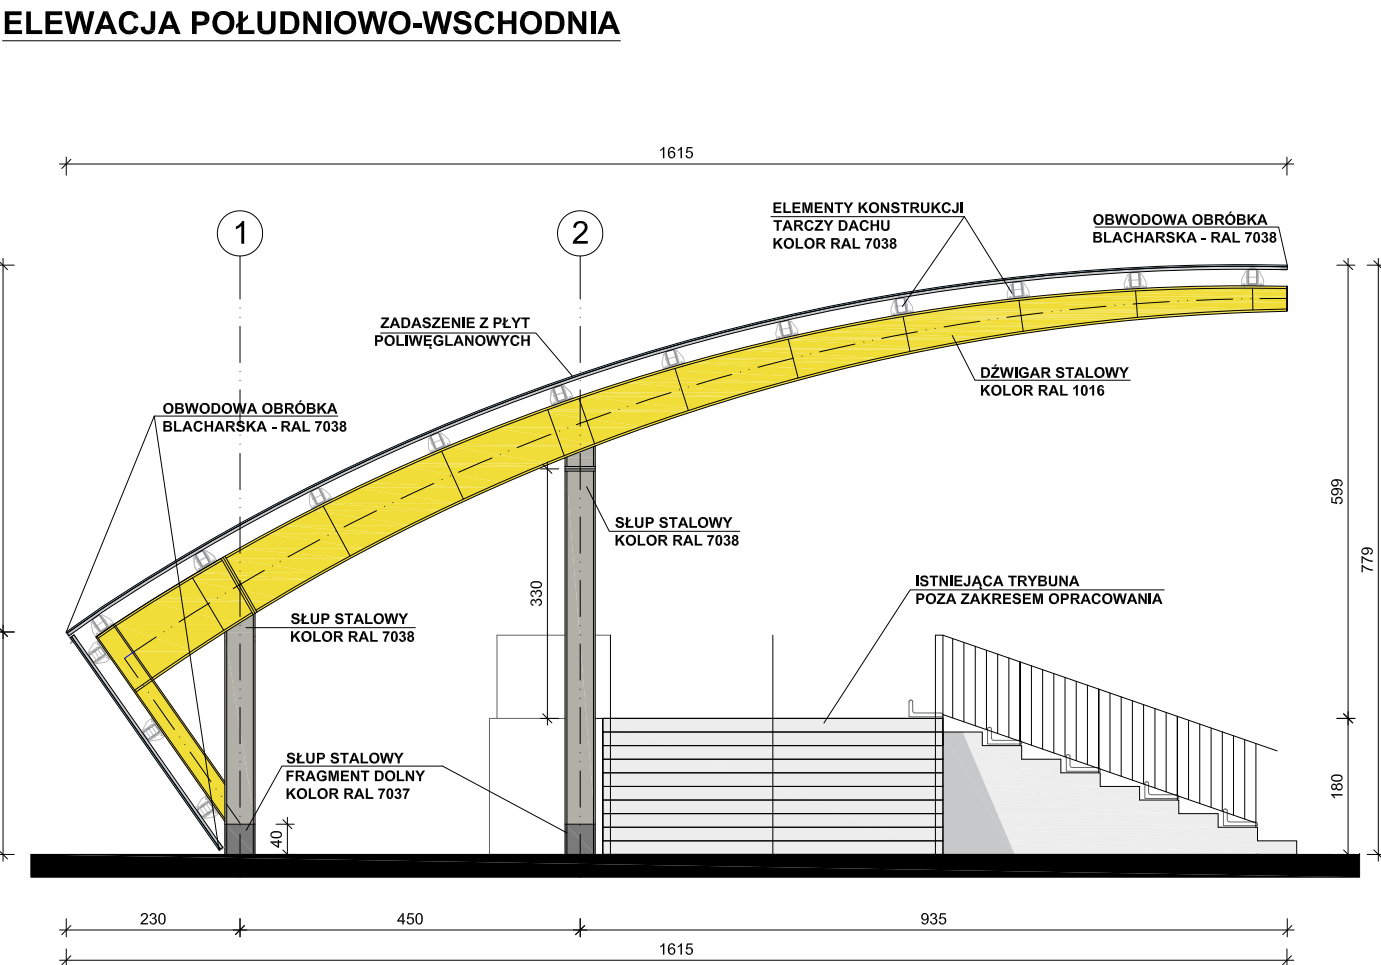 ELEWACJA POŁUDNIOWO-WSCHODNIA
1615
1
2
ELEMENTY KONSTRUKCJI
TARCZY DACHU
KOLOR RAL 7038
OBWODOWA OBRÓBKA
BLACHARSKA - RAL 7038
ZADASZENIE Z PŁYT
POLIWĘGLANOWYCH
DŹWIGAR STALOWY
KOLOR RAL 1016
OBWODOWA OBRÓBKA
BLACHARSKA - RAL 7038
SŁUP STALOWY
KOLOR RAL 7038
599
779
330
ISTNIEJĄCA TRYBUNA
POZA ZAKRESEM OPRACOWANIA
SŁUP STALOWY
KOLOR RAL 7038
SŁUP STALOWY
FRAGMENT DOLNY
KOLOR RAL 7037
180
40
230
450
935
1615